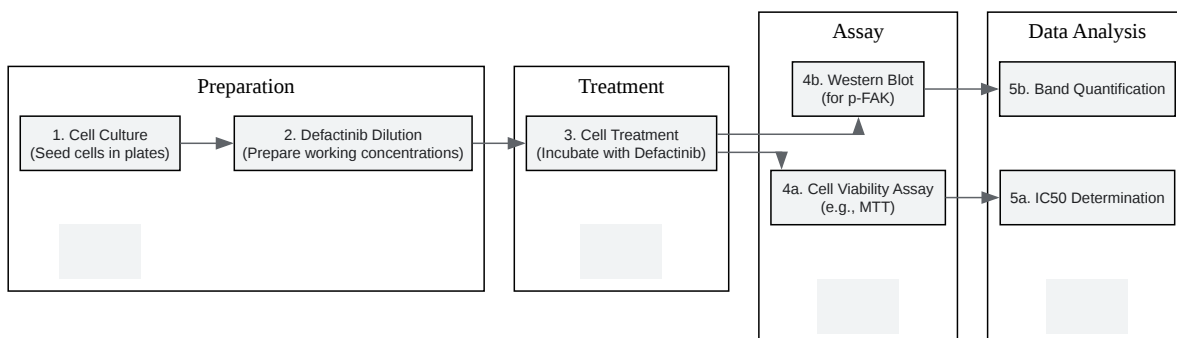 Preparation
1. Cell Culture
(Seed cells in plates)
2. Defactinib Dilution
(Prepare working concentrations)
Treatment
3. Cell Treatment
(Incubate with Defactinib)
Assay
4b. Western Blot
(for p-FAK)
4a. Cell Viability Assay
(e.g., MTT)
Data Analysis
5b. Band Quantification
5a. IC50 Determination